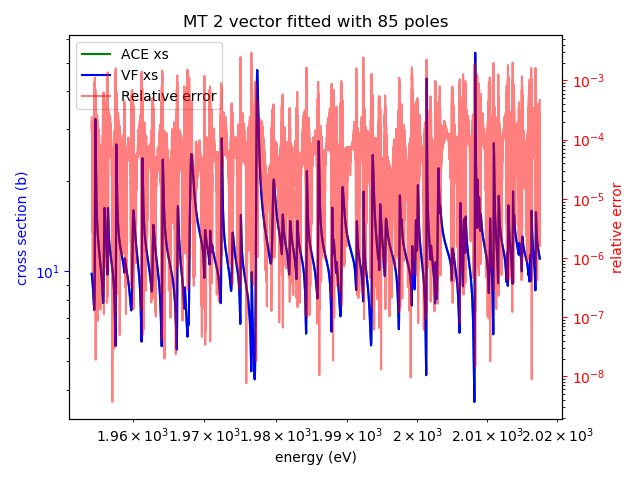 MT 2 vector fitted with 85 poles
ACE xs
VF xs
Relative error
cross section (b)
10¹
10⁻³
10⁻⁴
10⁻⁵
10⁻⁶
10⁻⁷
10⁻⁸
relative error
1.96 × 10³ 1.97 × 10³ 1.98 × 10³ 1.99 × 10³ 2 × 10³ 2.01 × 10³ 2.02 × 10³
energy (eV)